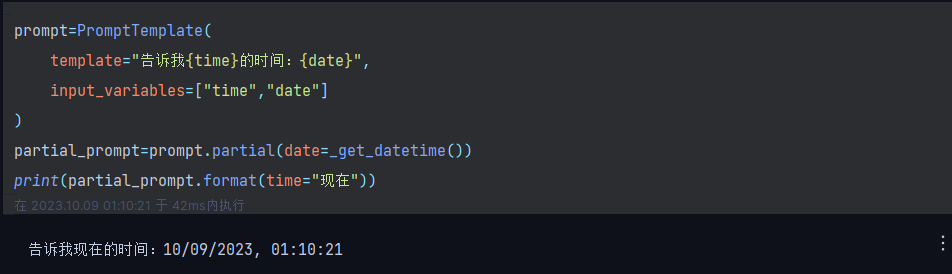 prompt=PromptTemplate(
    template="告诉我{time}的时间：{date}",
    input_variables=["time","date"]
)
partial_prompt=prompt.partial(date=_get_datetime())
print(partial_prompt.format(time="现在"))
在 2023.10.09 01:10:21 于 42ms内执行
告诉我现在的时间：10/09/2023, 01:10:21